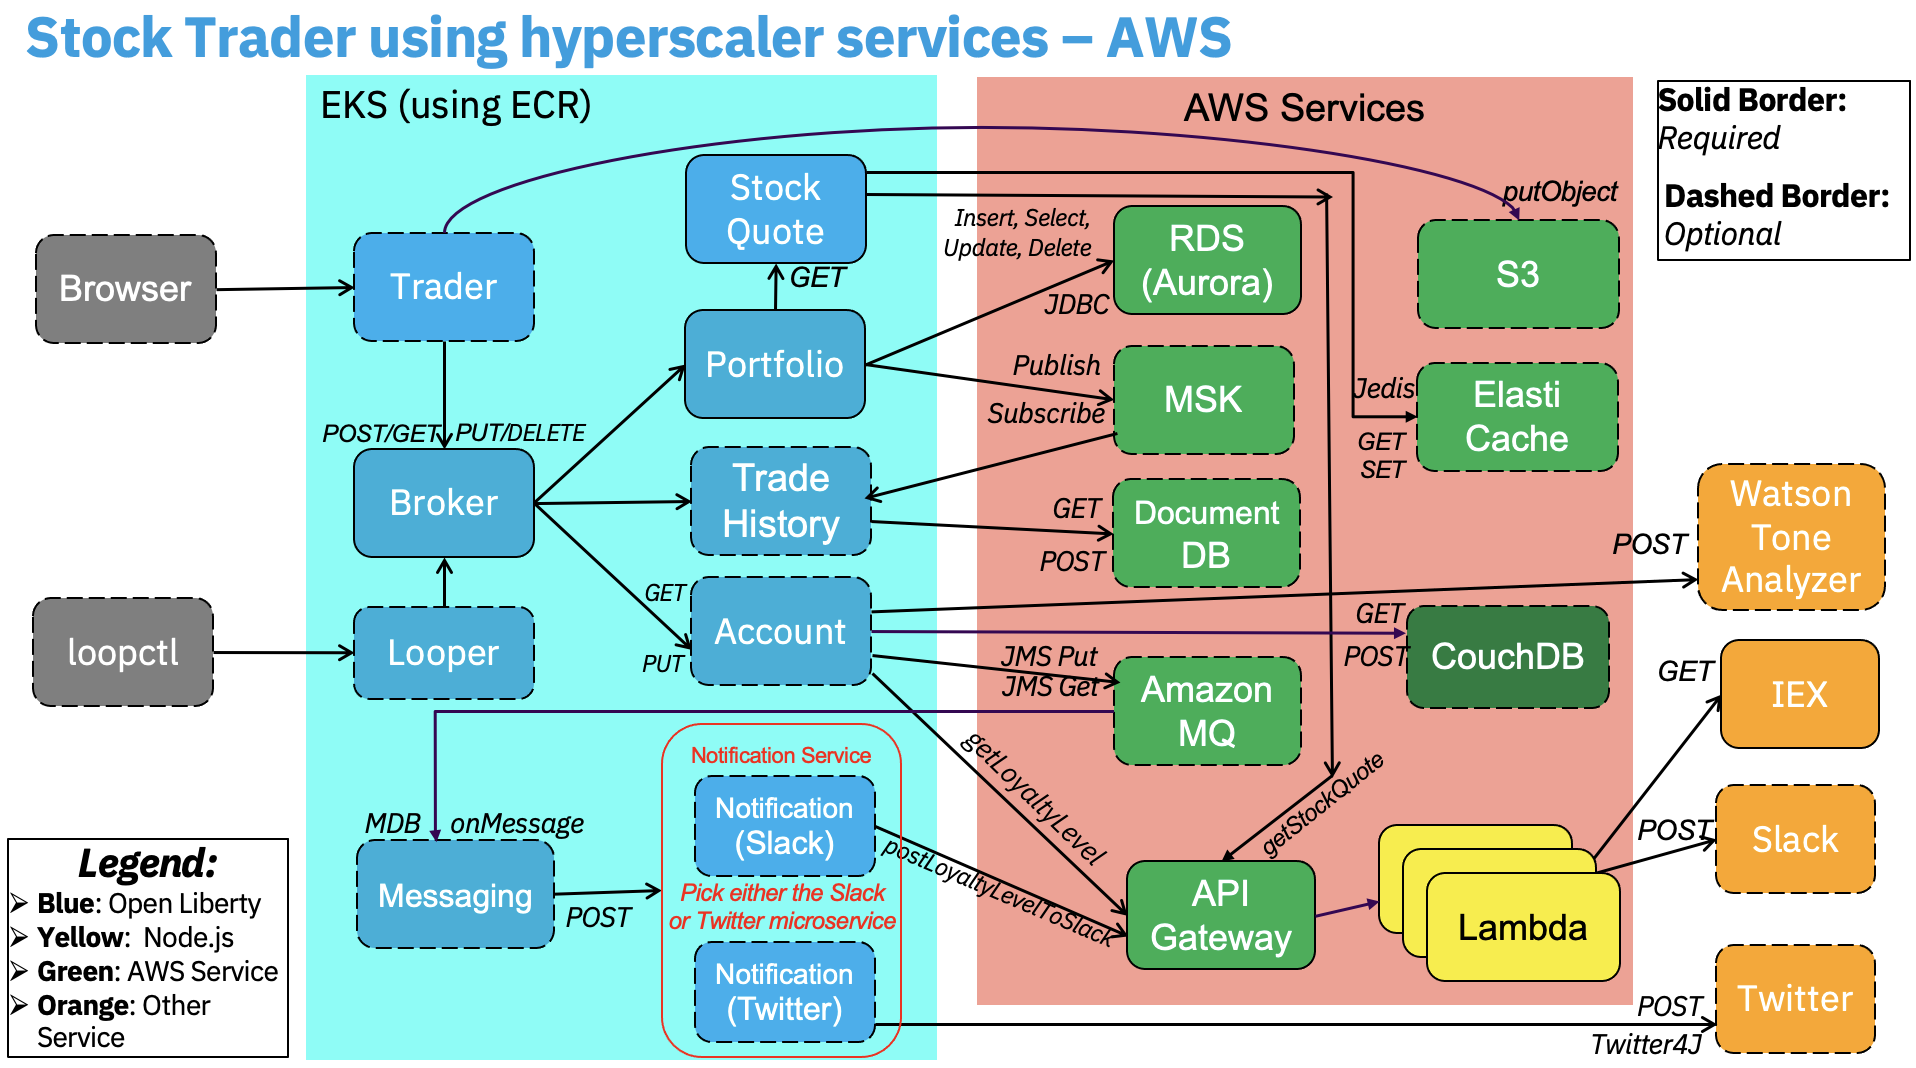 Stock Trader using hyperscaler services – AWS
EKS (using ECR)
AWS Services
Solid Border:
Required
Dashed Border:
Optional
Browser
Trader
Stock
Quote
GET
Insert, Select,
Update, Delete
JDBC
RDS
(Aurora)
putObject
S3
Portfolio
Publish
Subscribe
MSK
Jedis
GET
SET
Elasti
Cache
POST/GET
PUT/DELETE
Broker
Trade
History
GET
POST
Document
DB
POST
Watson
Tone
Analyzer
loopctl
Looper
GET
PUT
Account
GET
POST
CouchDB
JMS Put
JMS Get
Amazon
MQ
GET
IEX
Notification Service
Notification
(Slack)
Pick either the Slack
or Twitter microservice
Notification
(Twitter)
getLoyaltyLevel
getStockQuote
postLoyaltyLevelToSlack
MDB
onMessage
Messaging
POST
API
Gateway
Lambda
POST
Slack
POST
Twitter4J
Twitter
Legend:
➢ Blue: Open Liberty
➢ Yellow: Node.js
➢ Green: AWS Service
➢ Orange: Other
Service